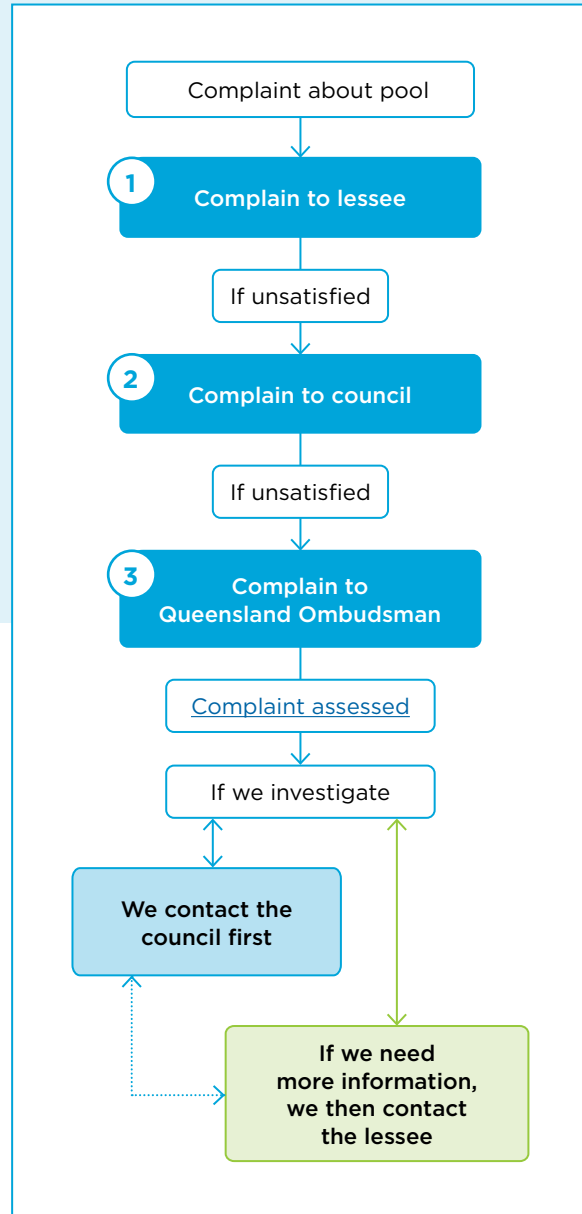 Complaint about pool
1
Complain to lessee
If unsatisfied
2
Complain to council
If unsatisfied
3
Complain to
Queensland Ombudsman
Complaint assessed
If we investigate
We contact the
council first
If we need
more information,
we then contact
the lessee